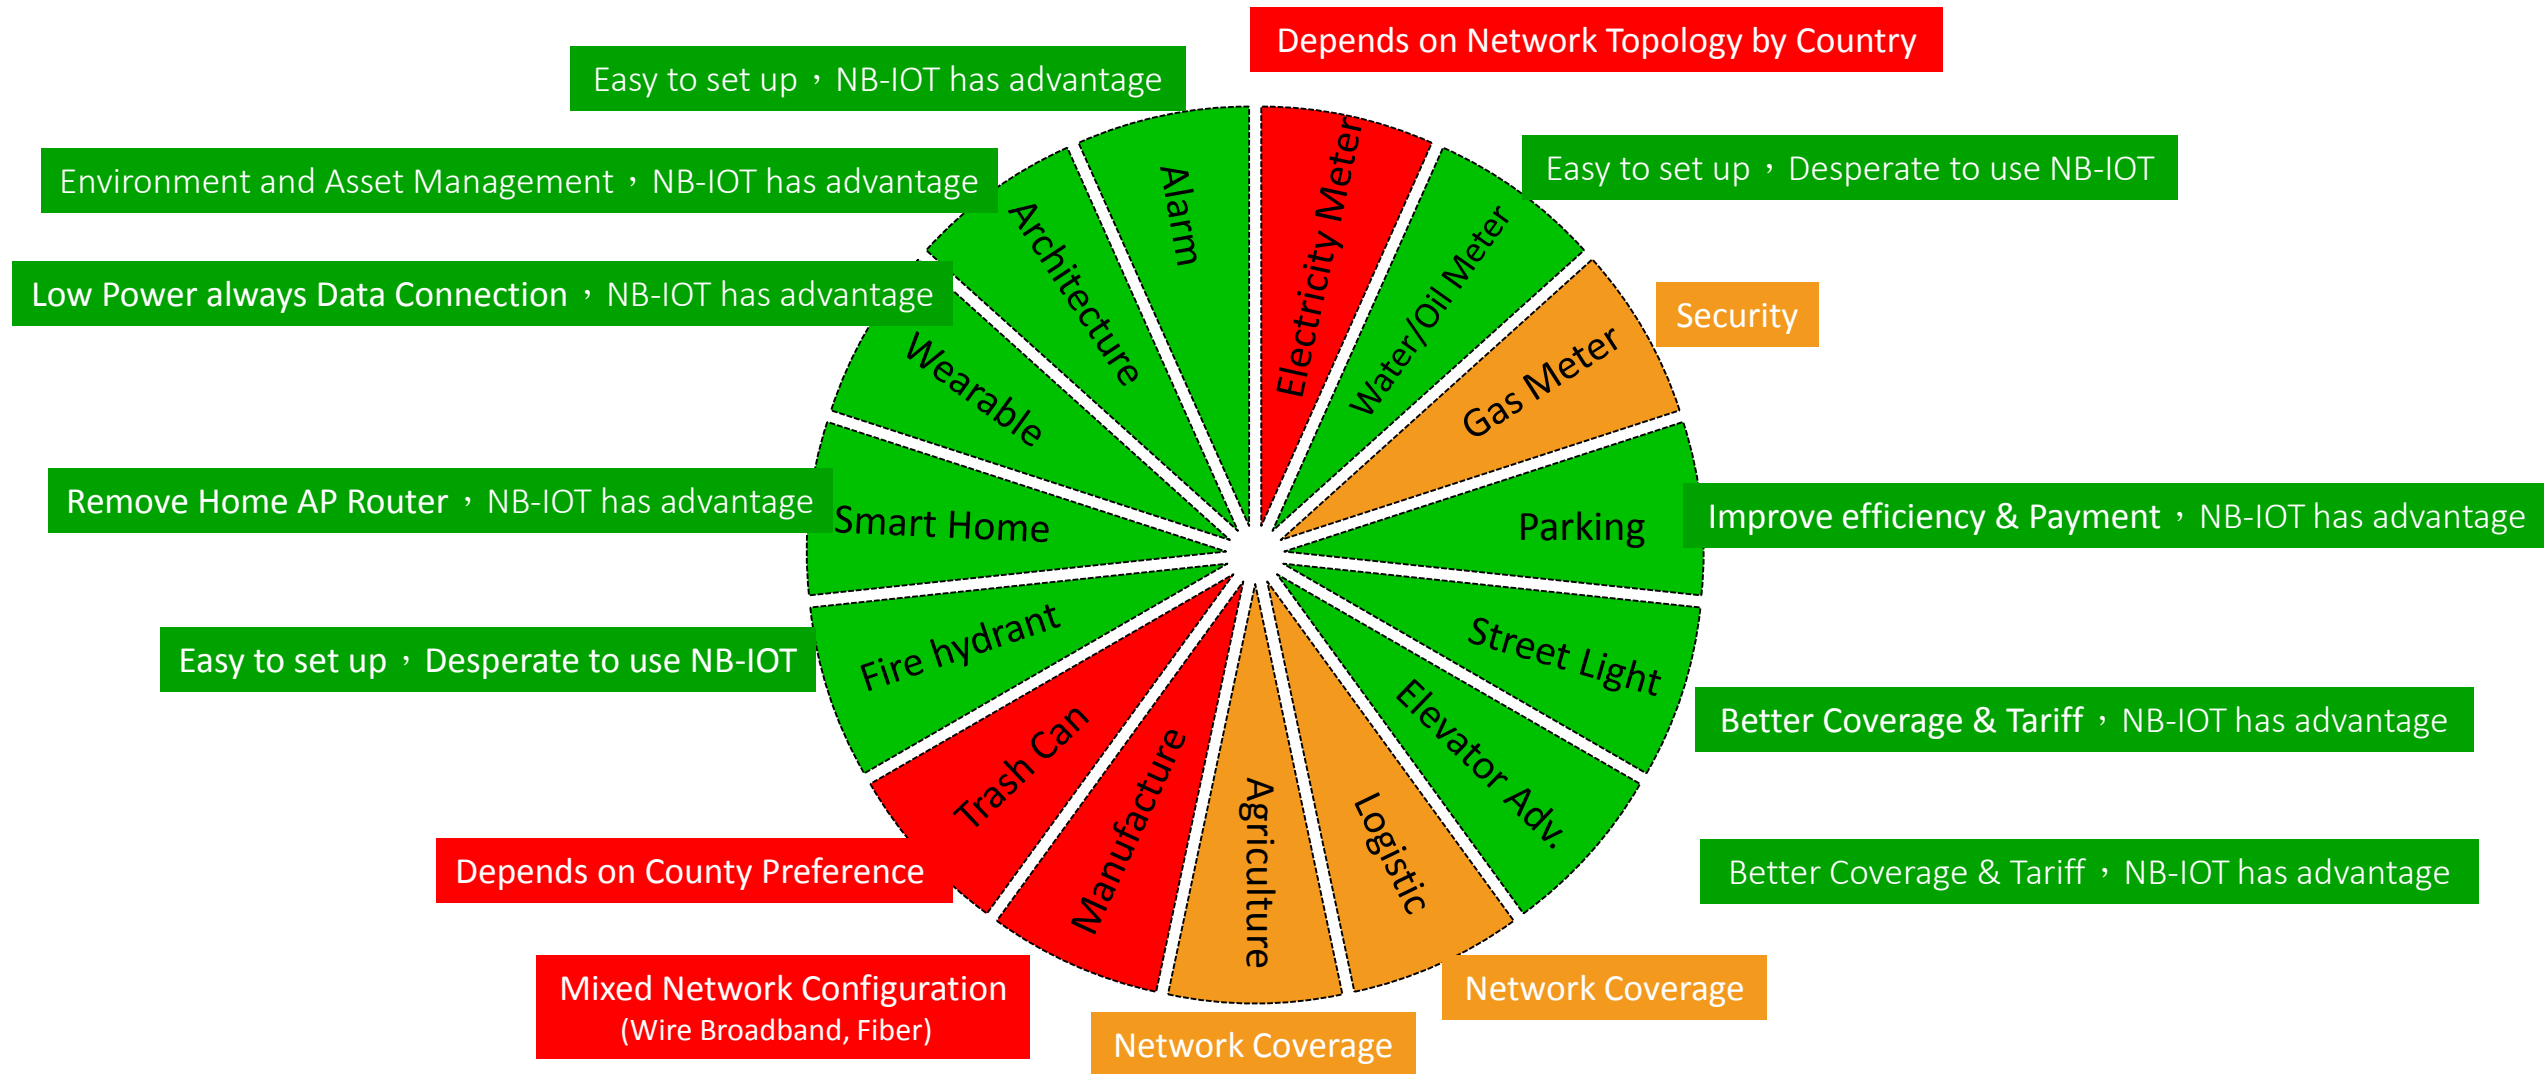 Depends on Network Topology by Country
Easy to set up，NB-IOT has advantage
Easy to set up，Desperate to use NB-IOT
Environment and Asset Management，NB-IOT has advantage
Low Power always Data Connection，NB-IOT has advantage
Security
Remove Home AP Router，NB-IOT has advantage
Improve efficiency & Payment，NB-IOT has advantage
Easy to set up，Desperate to use NB-IOT
Better Coverage & Tariff，NB-IOT has advantage
Depends on County Preference
Better Coverage & Tariff，NB-IOT has advantage
Mixed Network Configuration
(Wire Broadband, Fiber)
Network Coverage
Network Coverage
Electricity Meter
Water/Oil Meter
Gas Meter
Parking
Street Light
Elevator Adv.
Logistic
Agriculture
Manufacture
Trash Can
Fire hydrant
Smart Home
Wearable
Architecture
Alarm